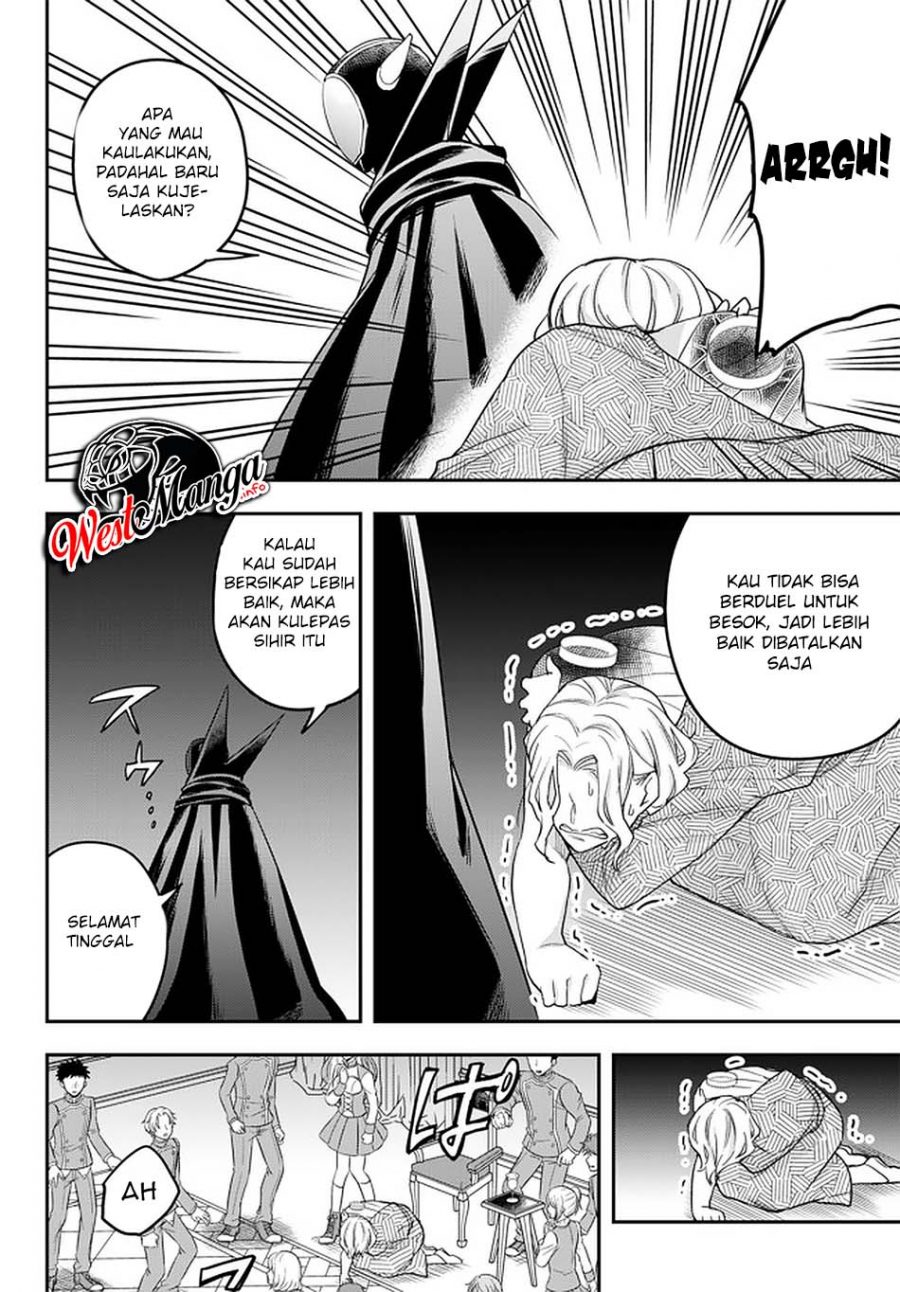 ARRGH!
APA
YANG MAU
KAULAKUKAN,
PADAHAL BARU
SAJA KUJE-
LASKAN?
WestManga
.info
KAU TIDAK BISA
BERDUEL UNTUK
BESOK, JADI LEBIH
BAIK DIBATALKAN
SAJA
KALAU
KAU SUDAH
BERSIKAP LEBIH
BAIK, MAKA
AKAN KULEPAS
SIHIR ITU
SELAMAT
TINGGAL
ぱし
AH